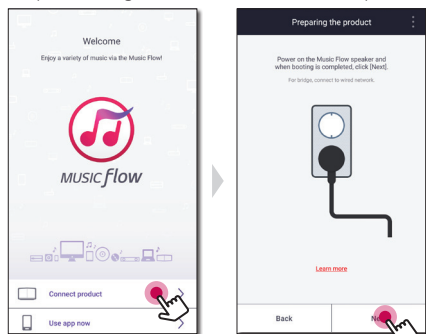 Welcome
Enjoy a variety of music via the Music Flow!
MUSIC flow
Connect product
Use app now
Preparing the product
Power on the Music Flow speaker and
when booting is completed, click [Next].
For bridge, connect to wired network.
Learn more
Back